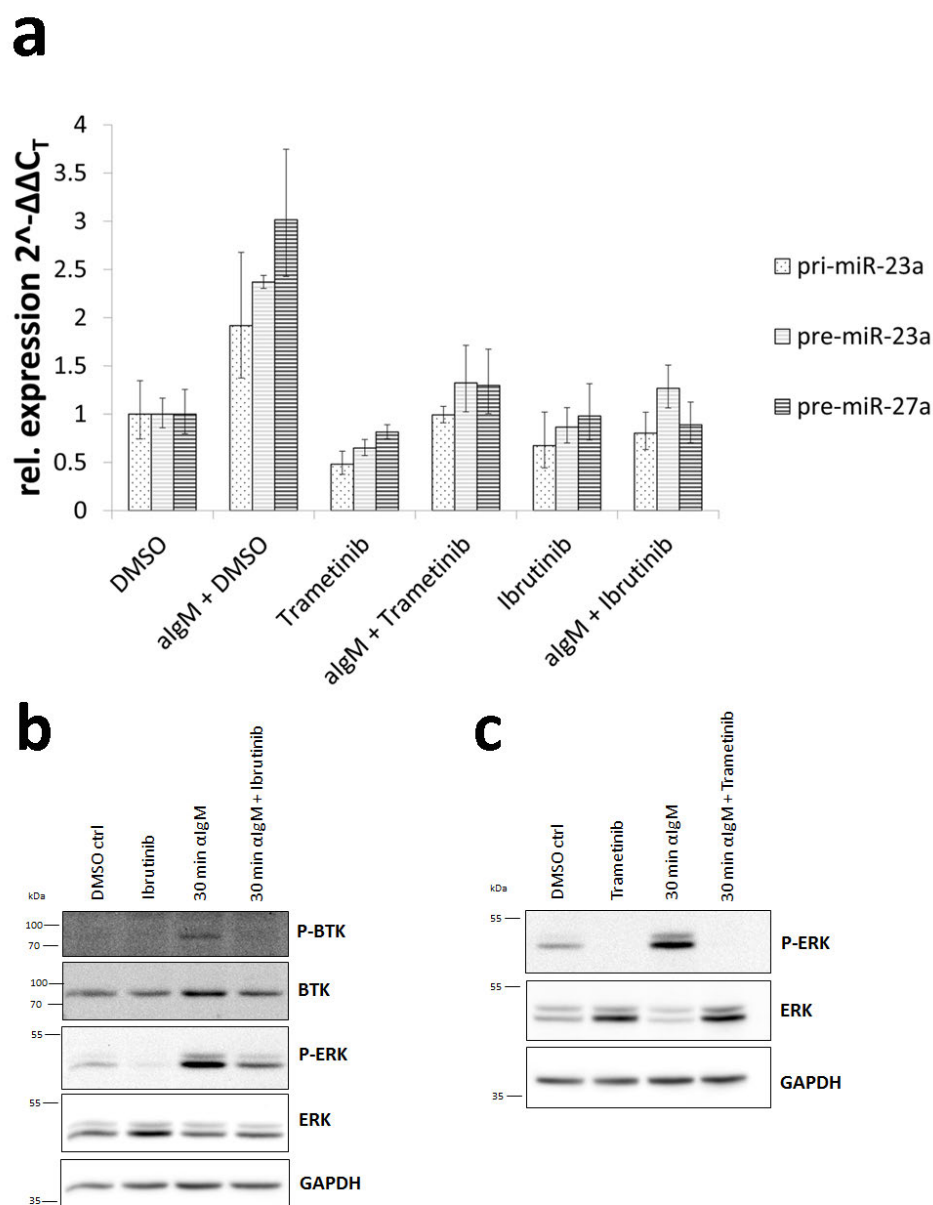 a
4
3.5
3
2.5
2
1.5
1
0.5
0
rel. expression 2^-ΔΔCT
DMSO
aIgM + DMSO
Trametinib
aIgM + Trametinib
Ibrutinib
aIgM + Ibrutinib
pri-miR-23a
pre-miR-23a
pre-miR-27a
b
kDa
DMSO ctrl
Ibrutinib
30 min αIgM
30 min αIgM + Ibrutinib
100
70
P-BTK
100
70
BTK
55
P-ERK
55
ERK
35
GAPDH
c
kDa
DMSO ctrl
Trametinib
30 min αIgM
30 min αIgM + Trametinib
55
P-ERK
55
ERK
35
GAPDH